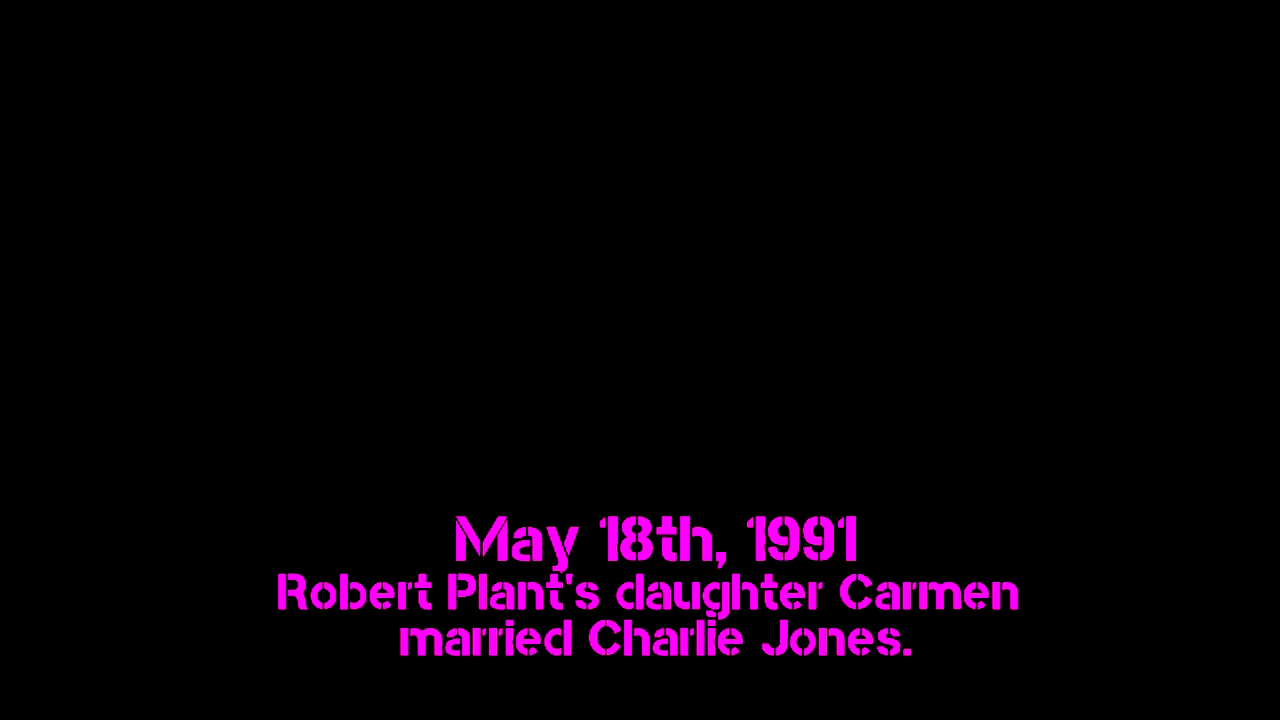 May 18th, 1991
Robert Plant's daughter Carmen
married Charlie Jones.